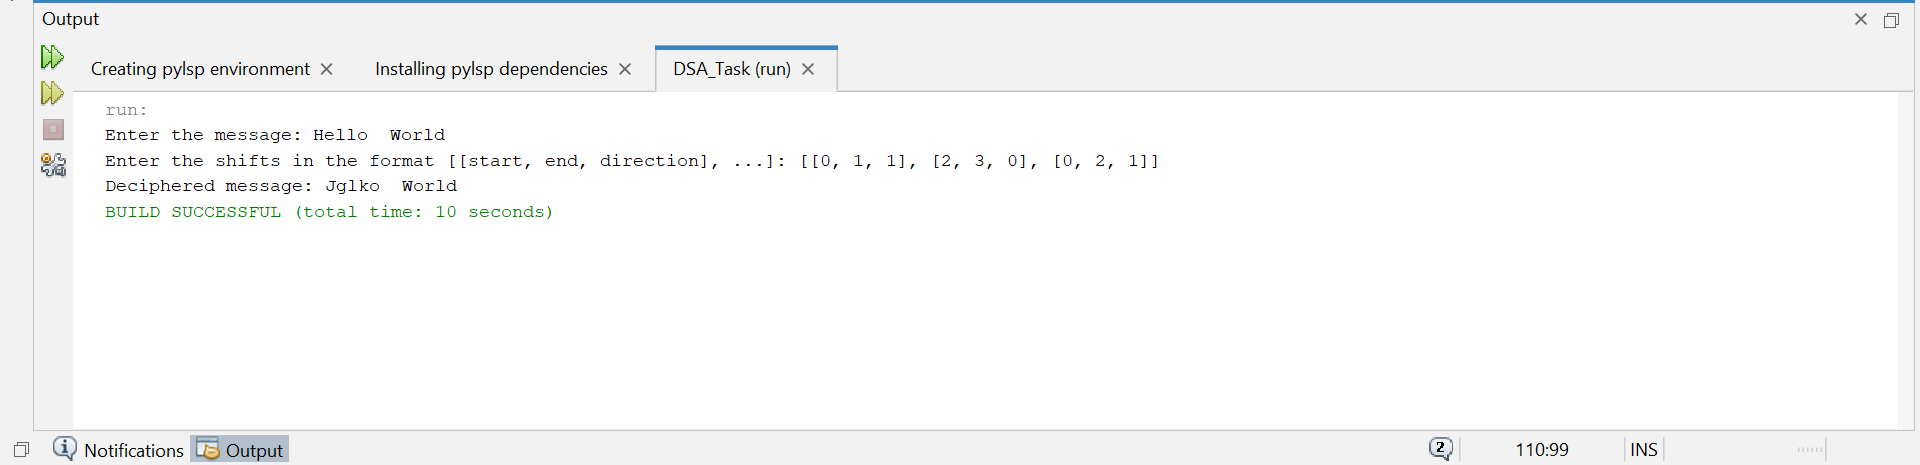 Output
Creating pylsp environment Installing pylsp dependencies DSA_Task (run)
run:
Enter the message: Hello  World
Enter the shifts in the format [[start, end, direction], ...]: [[0, 1, 1], [2, 3, 0], [0, 2, 1]]
Deciphered message: Jglko  World
BUILD SUCCESSFUL (total time: 10 seconds)
Notifications Output 2 110:99 INS